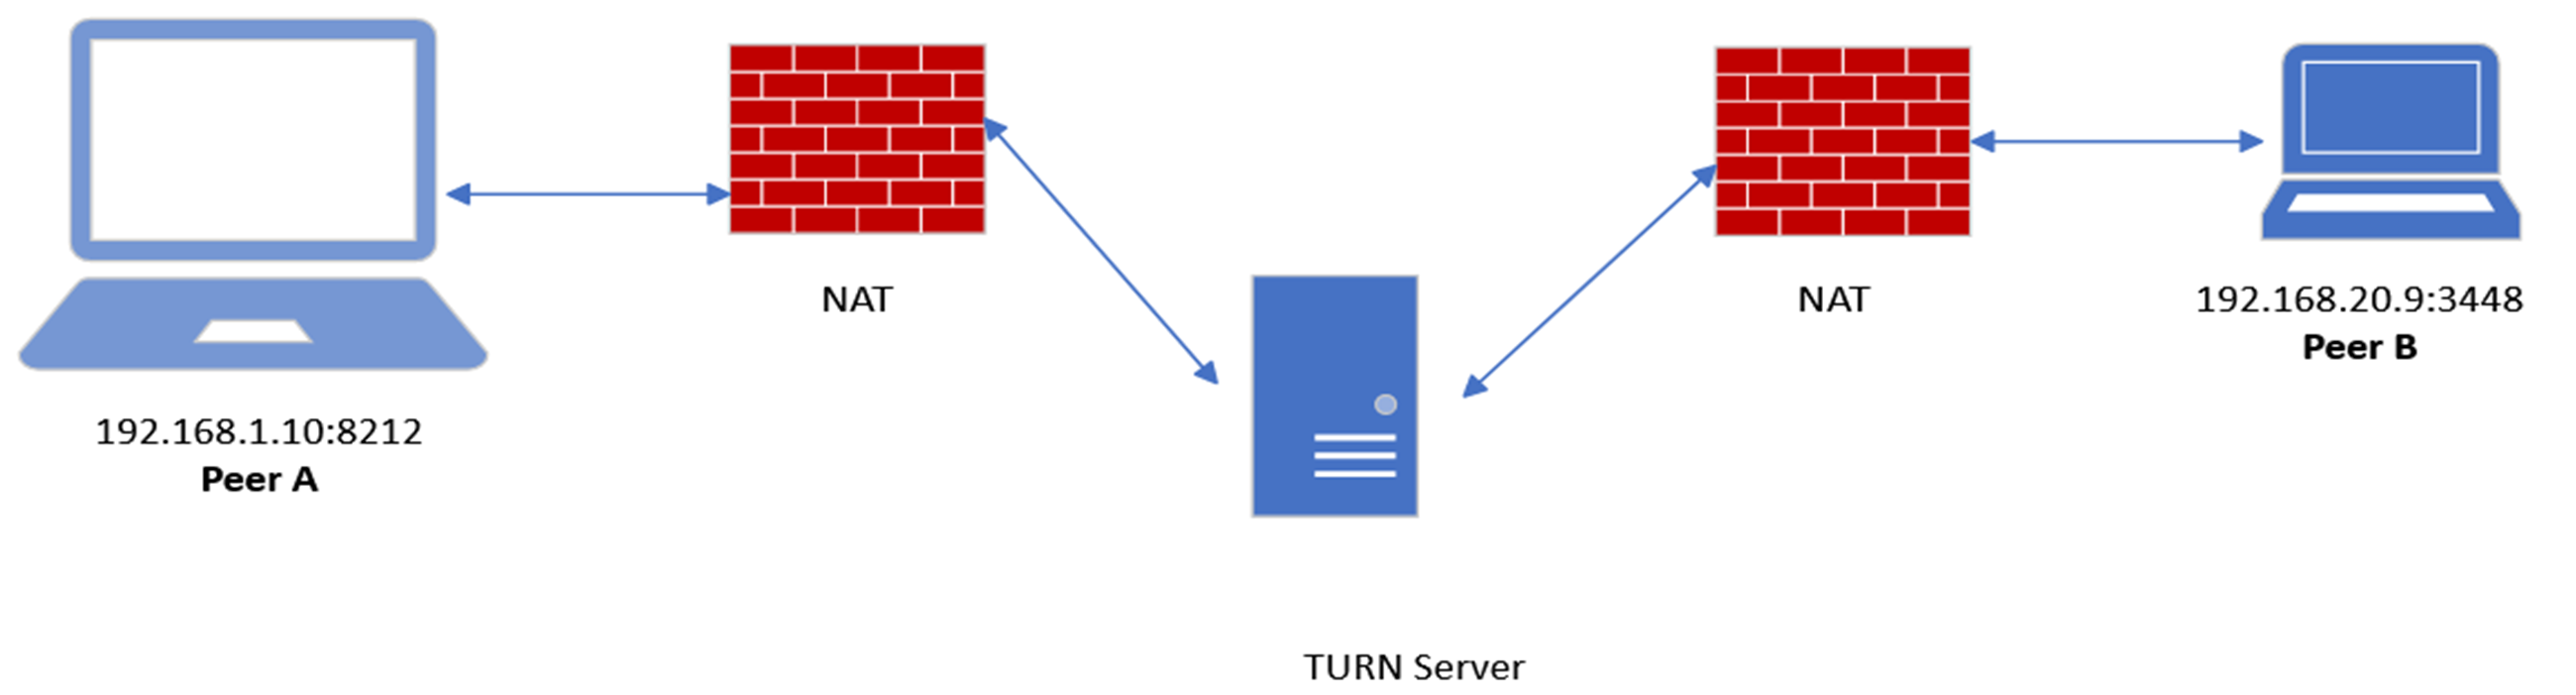 NAT
NAT
192.168.20.9:3448
Peer B
192.168.1.10:8212
Peer A
TURN Server